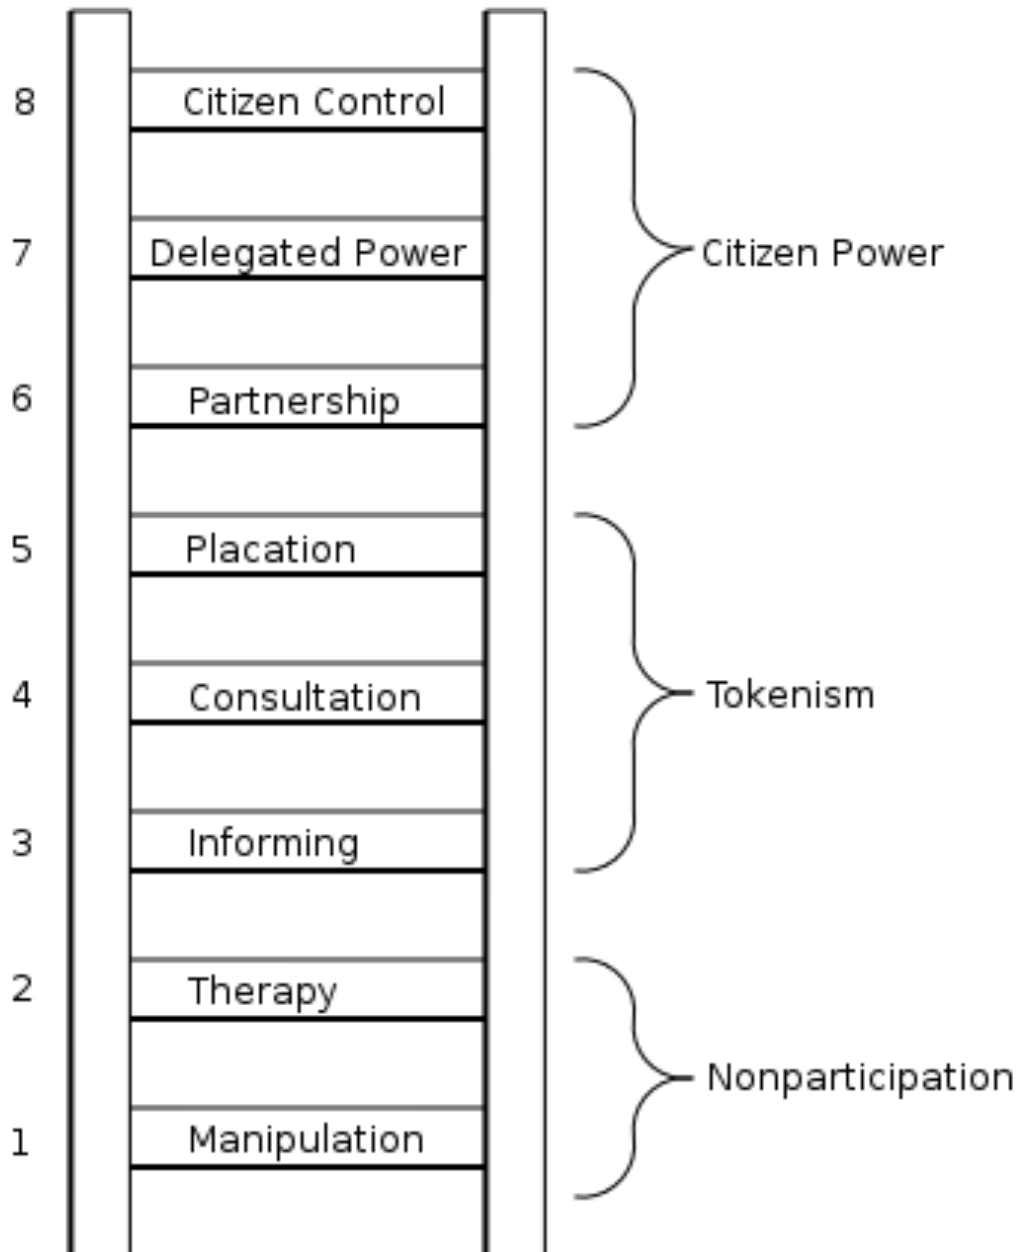 8 Citizen Control
7 Delegated Power
Citizen Power
6 Partnership
5 Placation
4 Consultation
Tokenism
3 Informing
2 Therapy
Nonparticipation
1 Manipulation